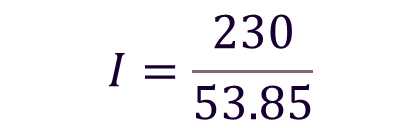 I = 230 / 53.85